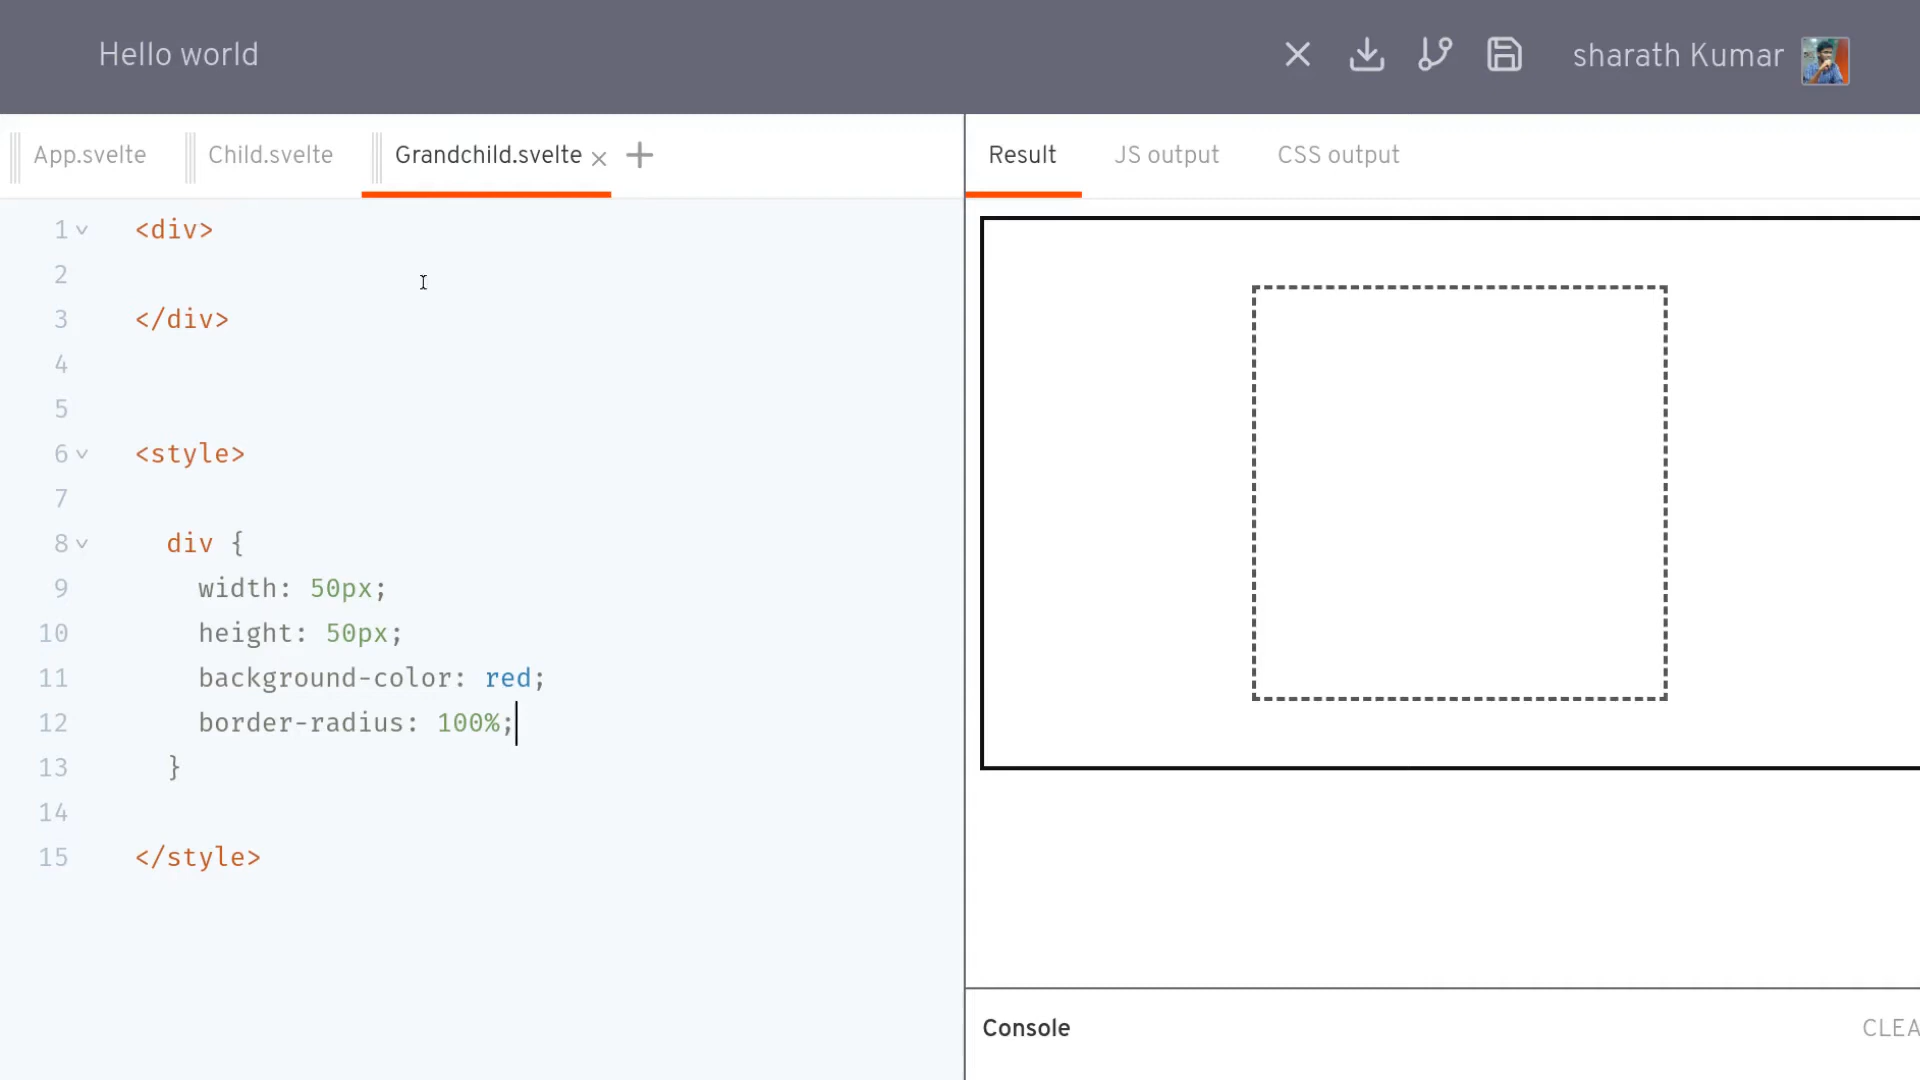 Hello world
sharath Kumar
App.svelte
Child.svelte
Grandchild.svelte
Result
JS output
CSS output
1 <div>
2
3 </div>
4
5
6 <style>
7
8 div {
9 width: 50px;
10 height: 50px;
11 background-color: red;
12 border-radius: 100%;
13 }
14
15 </style>
Console
CLEA